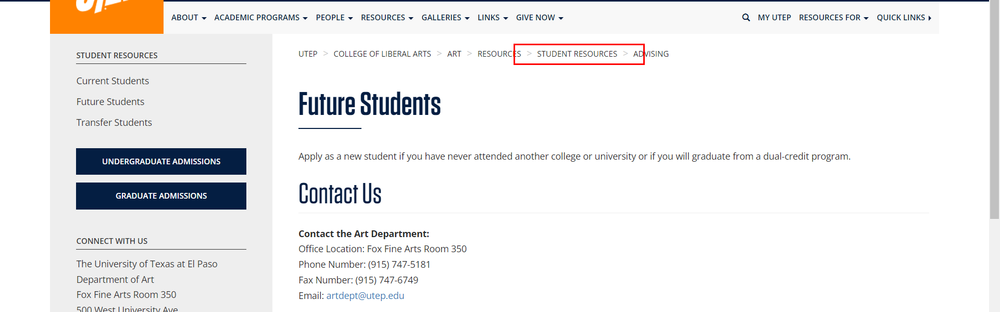 ABOUT ACADEMIC PROGRAMS PEOPLE RESOURCES GALLERIES LINKS GIVE NOW MY UTEP RESOURCES FOR QUICK LINKS
STUDENT RESOURCES
Current Students
Future Students
Transfer Students
UNDERGRADUATE ADMISSIONS
GRADUATE ADMISSIONS
CONNECT WITH US
The University of Texas at El Paso
Department of Art
Fox Fine Arts Room 350
500 West University Ave
UTEP > COLLEGE OF LIBERAL ARTS > ART > RESOURCES > STUDENT RESOURCES > ADVISING
Future Students
Apply as a new student if you have never attended another college or university or if you will graduate from a dual-credit program.
Contact Us
Contact the Art Department:
Office Location: Fox Fine Arts Room 350
Phone Number: (915) 747-5181
Fax Number: (915) 747-6749
Email: artdept@utep.edu